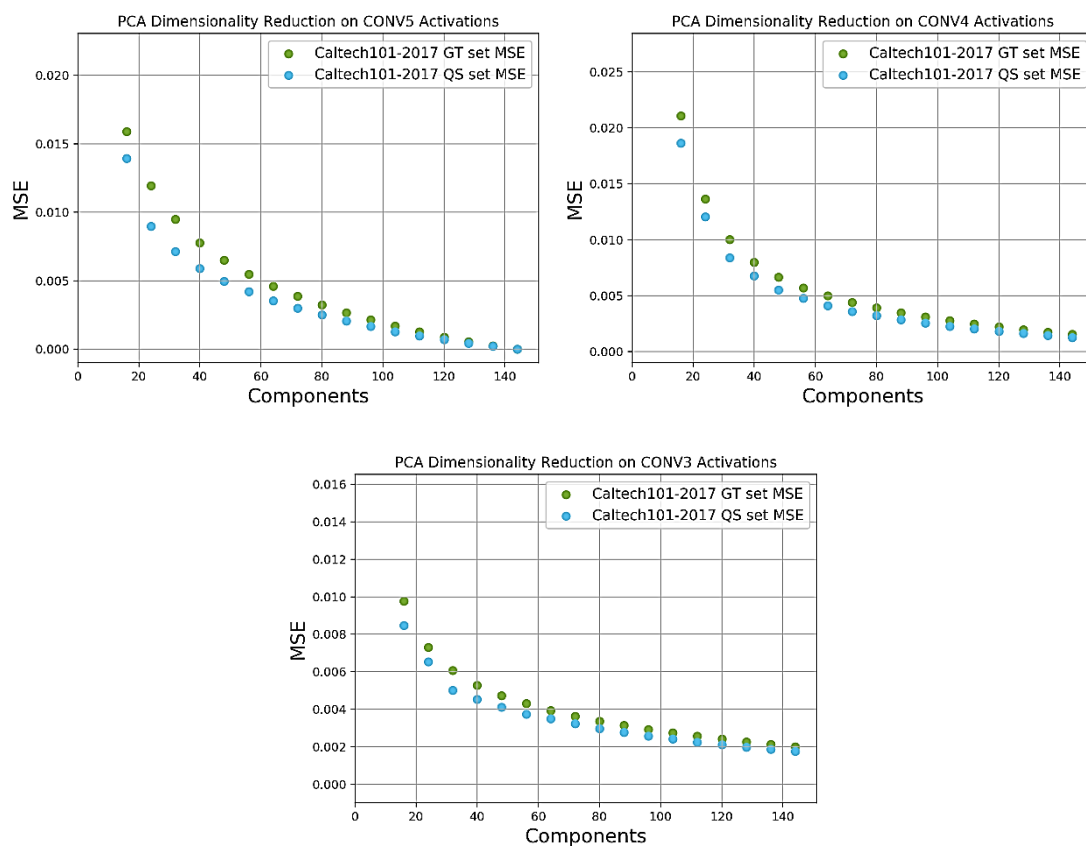 PCA Dimensionality Reduction on CONV5 Activations
Caltech101-2017 GT set MSE
Caltech101-2017 QS set MSE
0.020
0.015
0.010
0.005
0.000
MSE
0 20 40 60 80 100 120 140
Components
PCA Dimensionality Reduction on CONV4 Activations
Caltech101-2017 GT set MSE
Caltech101-2017 QS set MSE
0.025
0.020
0.015
0.010
0.005
0.000
MSE
0 20 40 60 80 100 120 140
Components
PCA Dimensionality Reduction on CONV3 Activations
Caltech101-2017 GT set MSE
Caltech101-2017 QS set MSE
0.016
0.014
0.012
0.010
0.008
0.006
0.004
0.002
0.000
MSE
0 20 40 60 80 100 120 140
Components